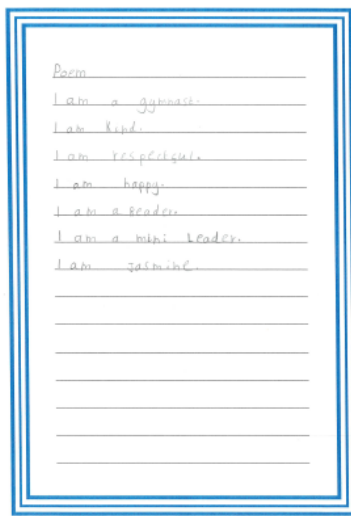 Poem
I am a gymnast.
I am kind.
I am respectful.
I am happy.
I am a Reader.
I am a mini Leader.
I am Jasmine.